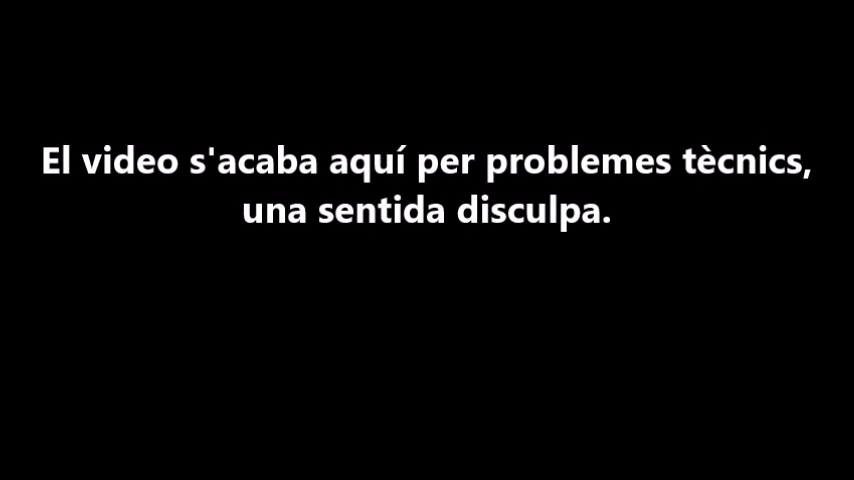 El video s'acaba aquí per problemes tècnics,
una sentida disculpa.